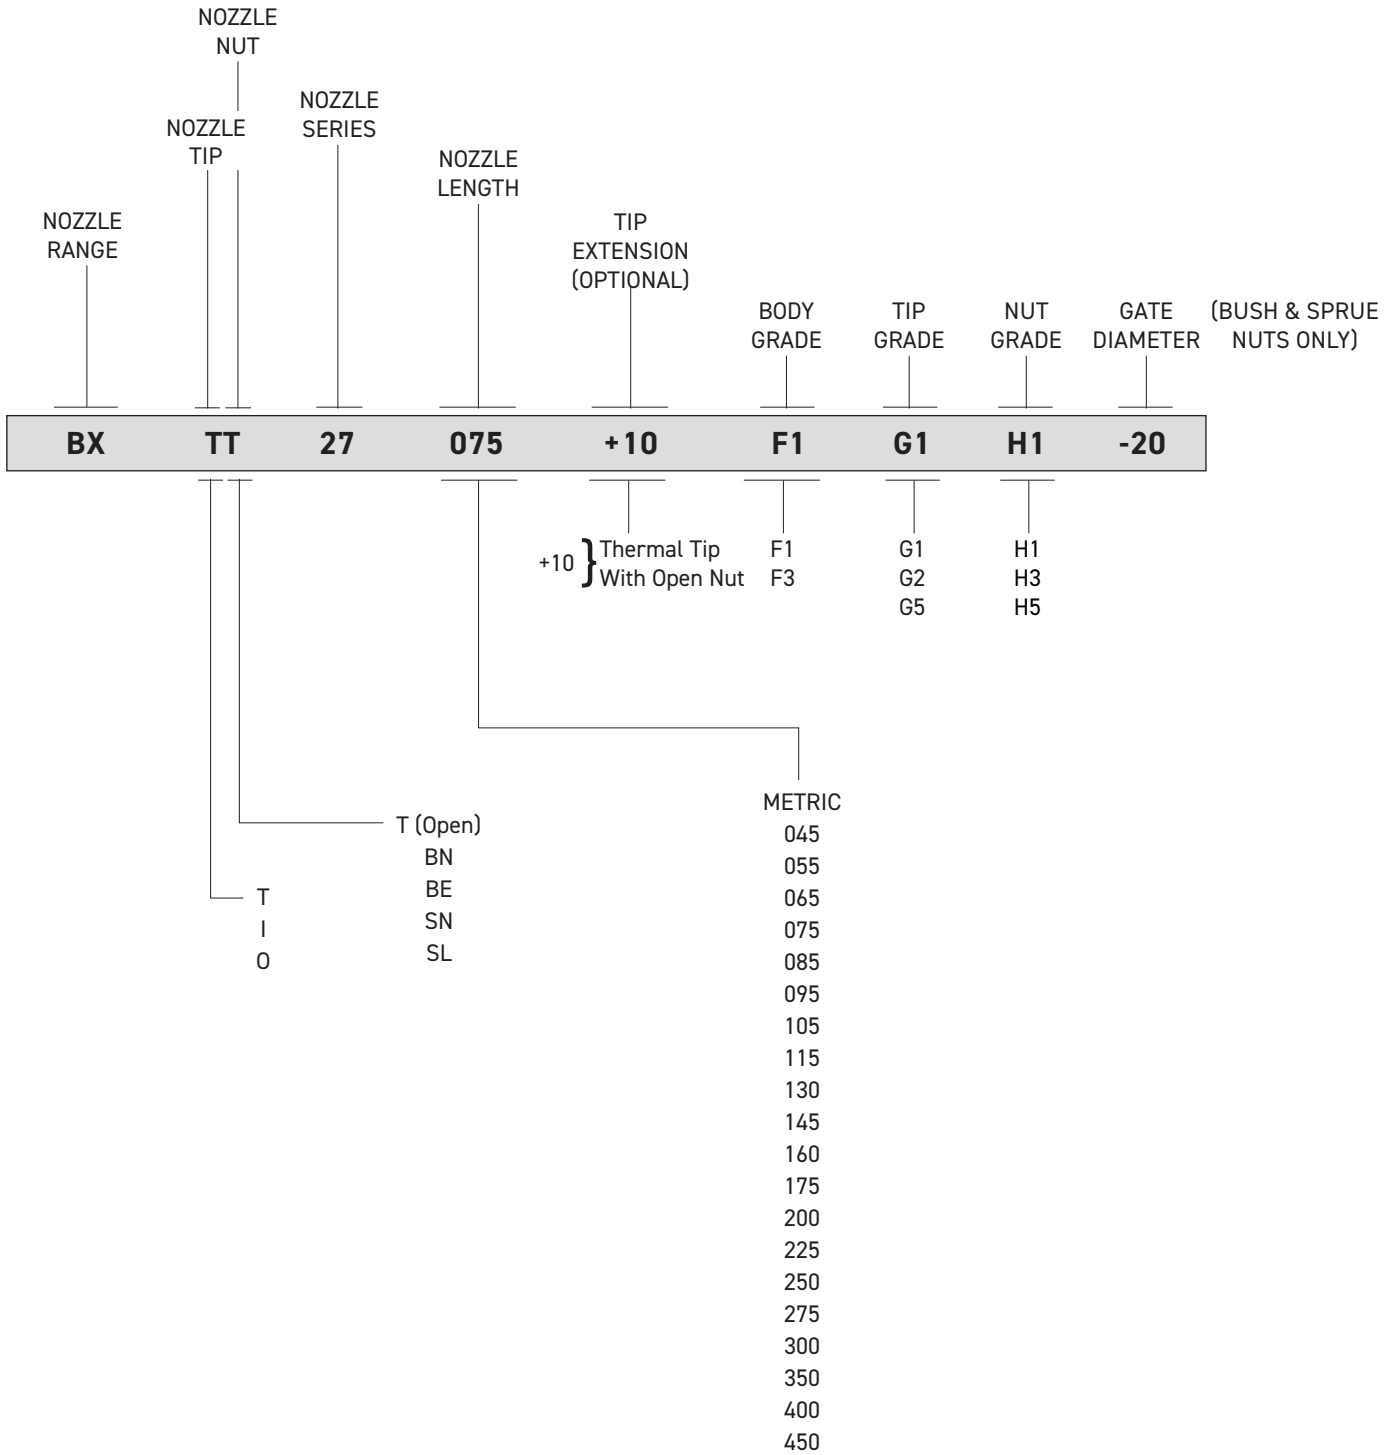 NOZZLE
NUT
NOZZLE
SERIES
NOZZLE
TIP
NOZZLE
LENGTH
NOZZLE
RANGE
TIP
EXTENSION
(OPTIONAL)
BODY
GRADE
TIP
GRADE
NUT
GRADE
GATE
DIAMETER
(BUSH & SPRUE
NUTS ONLY)
BX TT 27 075 +10 F1 G1 H1 -20
+10 } Thermal Tip
With Open Nut
F1
F3
G1
G2
G5
H1
H3
H5
T (Open)
BN
BE
SN
SL
T
I
O
METRIC
045
055
065
075
085
095
105
115
130
145
160
175
200
225
250
275
300
350
400
450